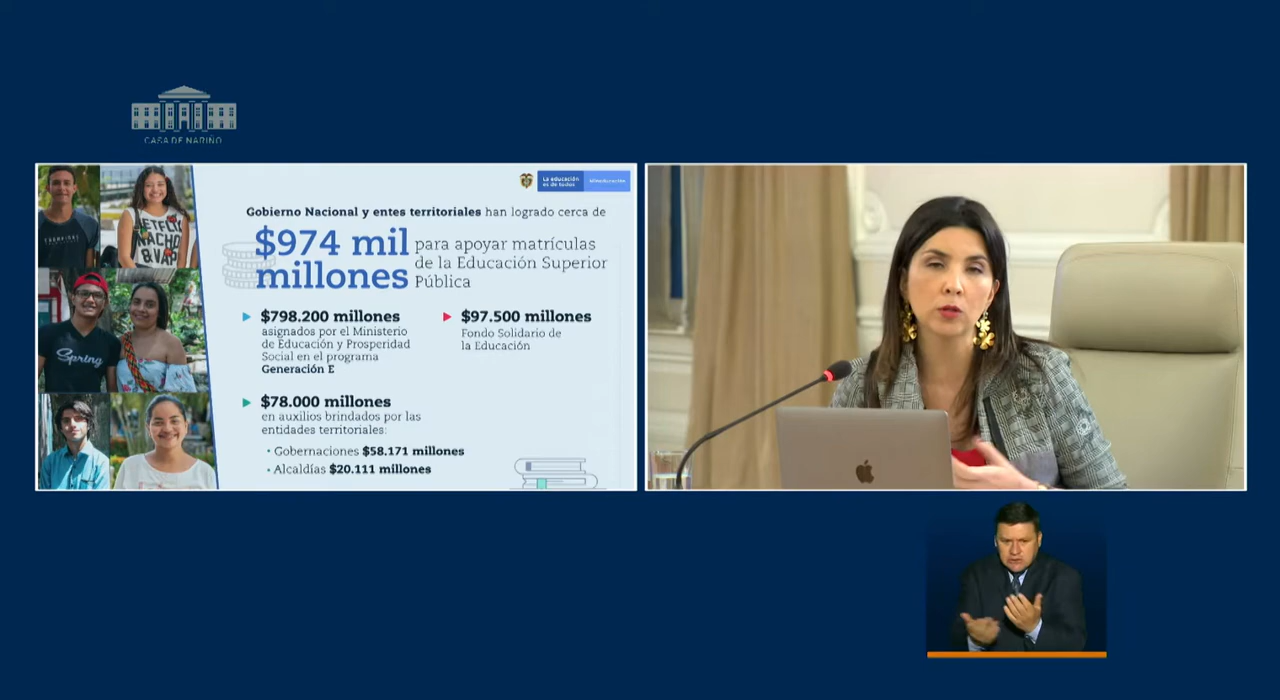 CASA DE NARIÑO
La educación
es de todos
Mineducación
Gobierno Nacional y entes territoriales han logrado cerca de
$974 mil
millones
para apoyar matrículas
de la Educación Superior
Pública
$798.200 millones
asignados por el Ministerio
de Educación y Prosperidad
Social en el programa
Generación E
$97.500 millones
Fondo Solidario de
la Educación
$78.000 millones
en auxilios brindados por las
entidades territoriales:
• Gobernaciones $58.171 millones
• Alcaldías $20.111 millones
NETFLIX
NACHO
& VAP
Spring